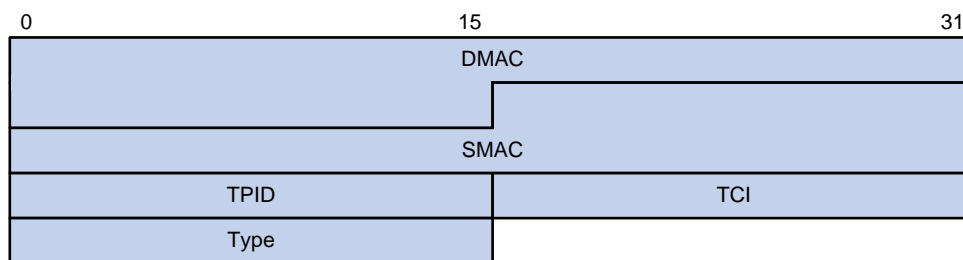 0 15 31
DMAC
SMAC
TPID TCI
Type